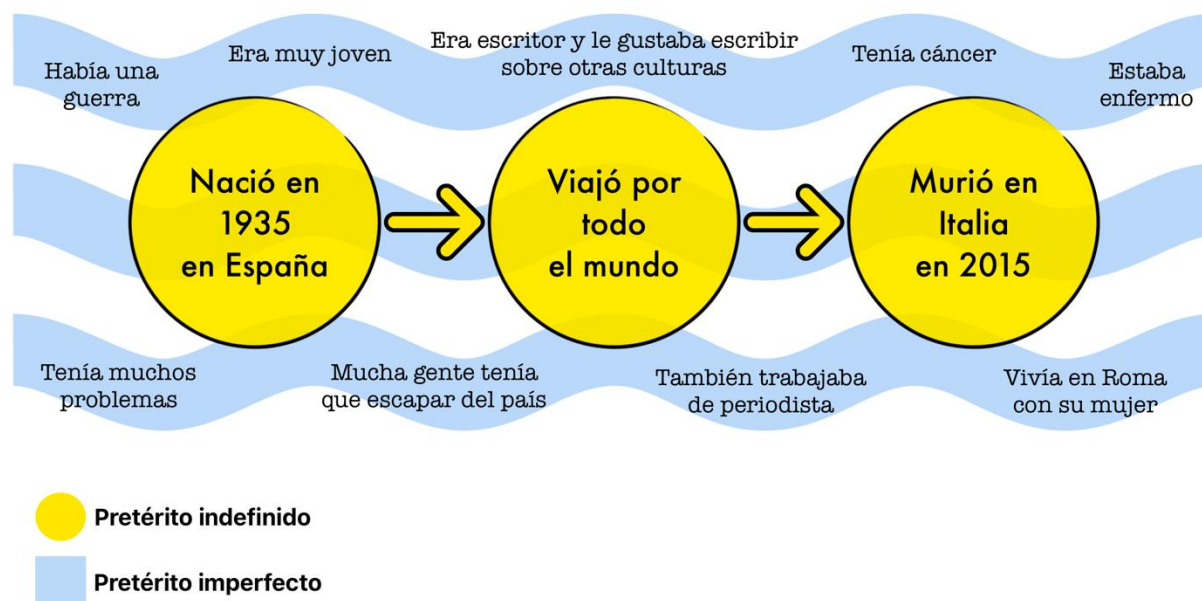 Había una
guerra
Era muy joven
Era escritor y le gustaba escribir
sobre otras culturas
Tenía cáncer
Estaba
enfermo
Nació en
1935
en España
Viajó por
todo
el mundo
Murió en
Italia
en 2015
Tenía muchos
problemas
Mucha gente tenía
que escapar del país
También trabajaba
de periodista
Vivía en Roma
con su mujer
Pretérito indefinido
Pretérito imperfecto